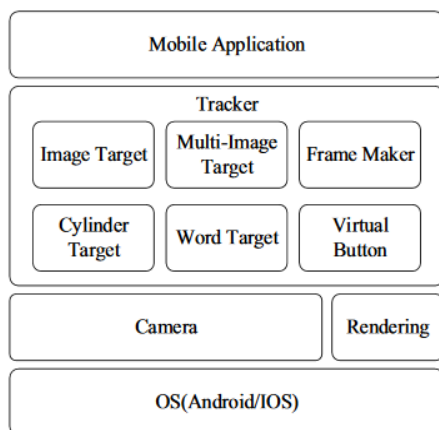 Mobile Application
Tracker
Image Target
Multi-Image
Target
Frame Maker
Cylinder
Target
Word Target
Virtual
Button
Camera
Rendering
OS(Android/IOS)